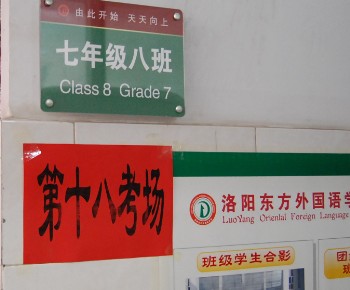 由此开始 天天向上
七年级八班
Class 8 Grade 7
第十八考场
洛阳东方外国语学
LuoYang Oriental Foreign Language
班级学生合影
团
班